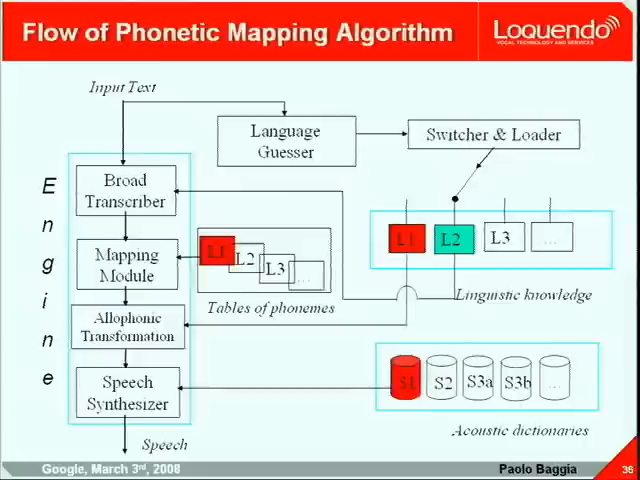 Flow of Phonetic Mapping Algorithm
Loquendo
VOCAL TECHNOLOGY AND SERVICES
Input Text
Language
Guesser
Switcher & Loader
Engine
Broad
Transcriber
Mapping
Module
Allophonic
Transformation
Speech
Synthesizer
L1
L2
L3
...
Tables of phonemes
L1
L2
L3
...
Linguistic knowledge
S1
S2
S3a
S3b
...
Acoustic dictionaries
Speech
Google, March 3rd, 2008
Paolo Baggia
36